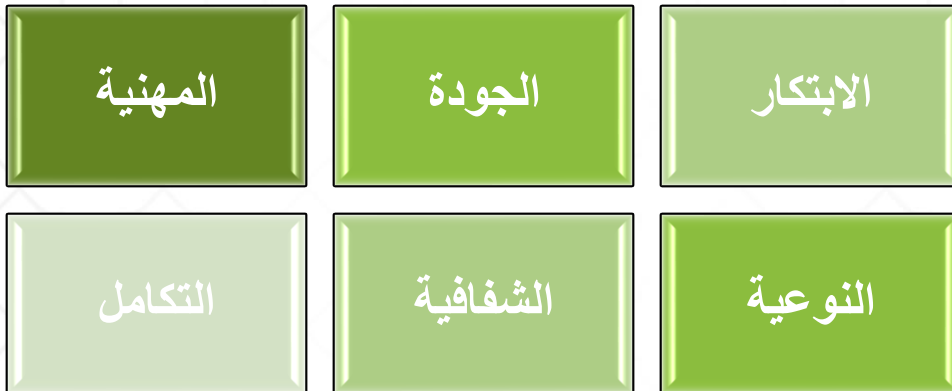 الابتكار
الجودة
المهنية
النوعية
الشفافية
التكامل